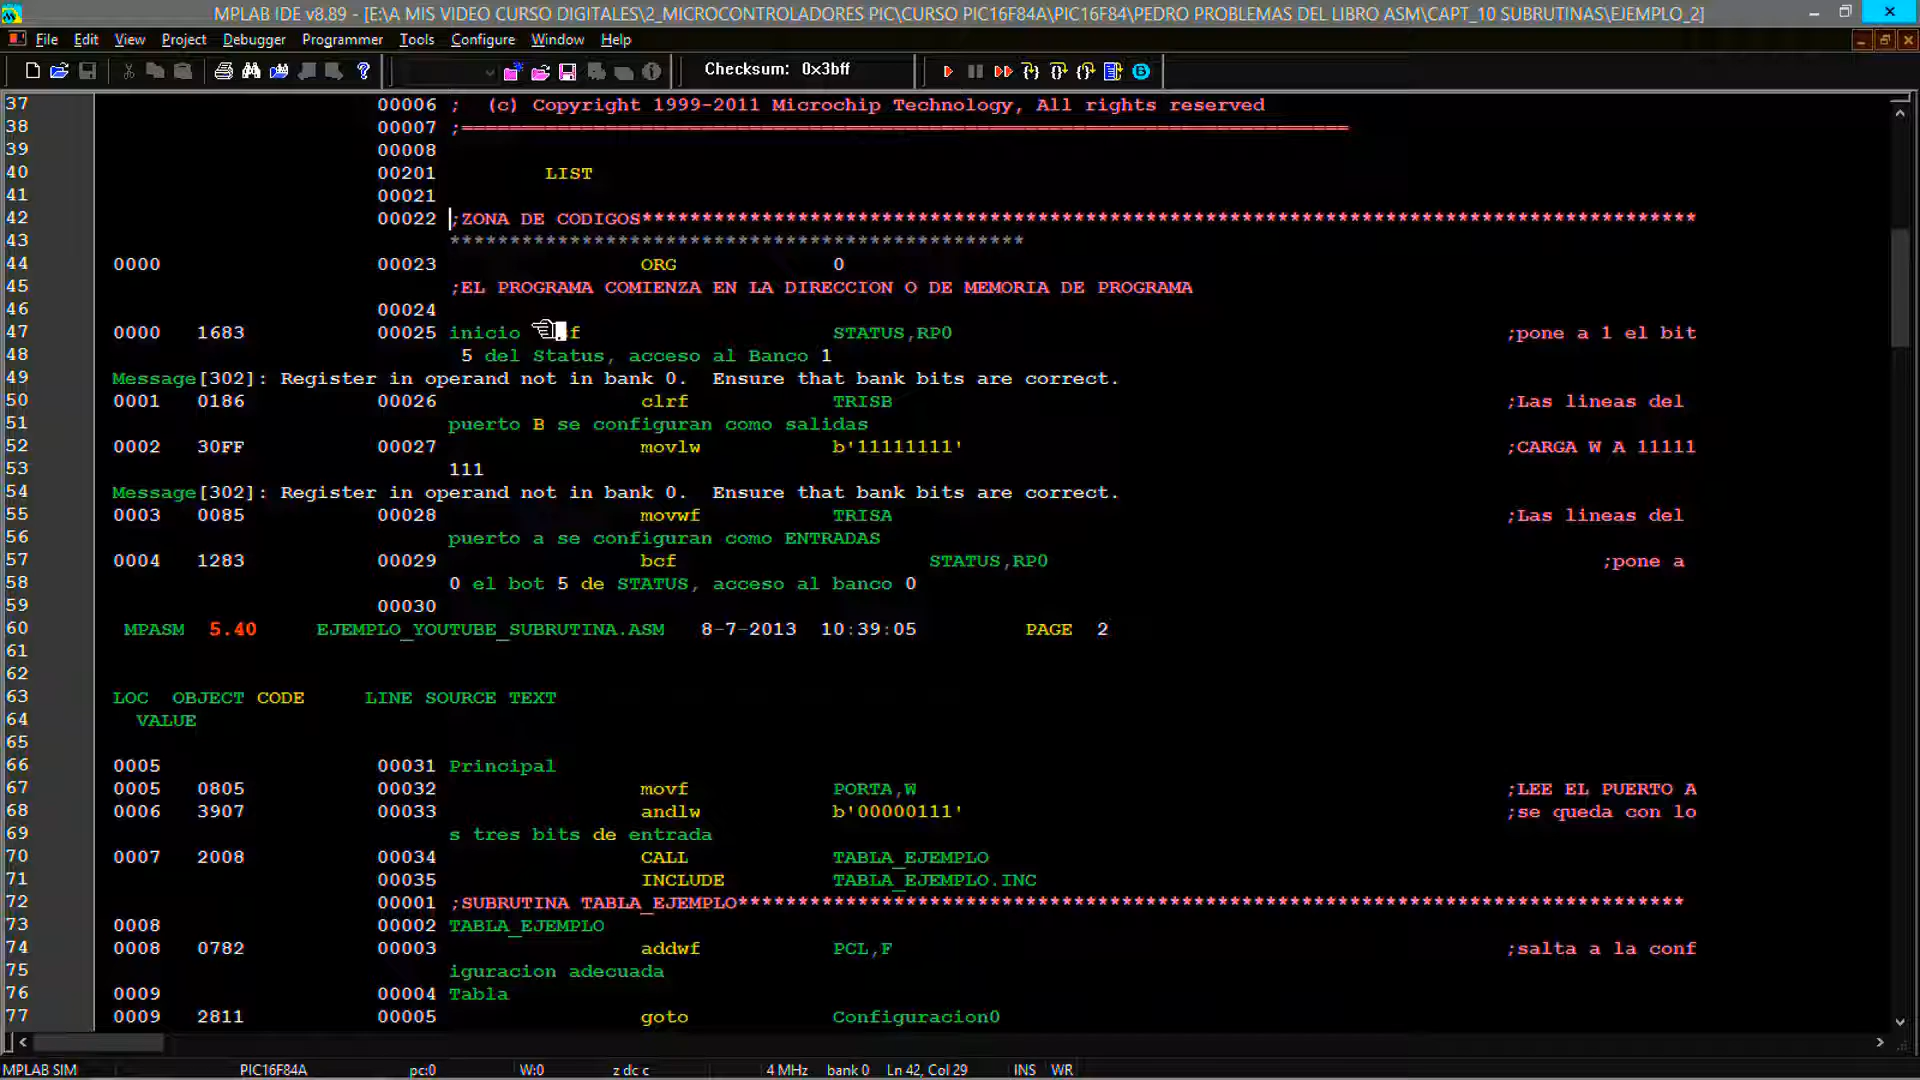 MPLAB IDE v8.89 - [E:\A MIS VIDEO CURSO DIGITALES\2_MICROCONTROLADORES PIC\CURSO PIC16F84A\PIC16F84\PEDRO PROBLEMAS DEL LIBRO ASM\CAPT_10 SUBRUTINAS\EJEMPLO_2]
File Edit View Project Debugger Programmer Tools Configure Window Help
Checksum: 0x3bff
37 00006 ; (c) Copyright 1999-2011 Microchip Technology, All rights reserved
38 00007 ;==========================================================================
39 00008
40 00201 LIST
41 00021
42 00022 ;ZONA DE CODIGOS****************************************************************************************
43 ************************************************
44 0000 00023 ORG 0
45 ;EL PROGRAMA COMIENZA EN LA DIRECCION O DE MEMORIA DE PROGRAMA
46 00024
47 0000 1683 00025 inicio f STATUS,RP0 ;pone a 1 el bit
48 5 del Status, acceso al Banco 1
49 Message[302]: Register in operand not in bank 0. Ensure that bank bits are correct.
50 0001 0186 00026 clrf TRISB ;Las lineas del
51 puerto B se configuran como salidas
52 0002 30FF 00027 movlw b'11111111' ;CARGA W A 11111
53 111
54 Message[302]: Register in operand not in bank 0. Ensure that bank bits are correct.
55 0003 0085 00028 movwf TRISA ;Las lineas del
56 puerto a se configuran como ENTRADAS
57 0004 1283 00029 bcf STATUS,RP0 ;pone a
58 0 el bot 5 de STATUS, acceso al banco 0
59 00030
60 MPASM 5.40 EJEMPLO_YOUTUBE_SUBRUTINA.ASM 8-7-2013 10:39:05 PAGE 2
61
62
63 LOC OBJECT CODE LINE SOURCE TEXT
64 VALUE
65
66 0005 00031 Principal
67 0005 0805 00032 movf PORTA,W ;LEE EL PUERTO A
68 0006 3907 00033 andlw b'00000111' ;se queda con lo
69 s tres bits de entrada
70 0007 2008 00034 CALL TABLA_EJEMPLO
71 00035 INCLUDE TABLA_EJEMPLO.INC
72 00001 ;SUBRUTINA TABLA_EJEMPLO*******************************************************************************
73 0008 00002 TABLA_EJEMPLO
74 0008 0782 00003 addwf PCL,F ;salta a la conf
75 iguracion adecuada
76 0009 00004 Tabla
77 0009 2811 00005 goto Configuracion0
MPLAB SIM PIC16F84A pc:0 W:0 z dc c 4 MHz bank 0 Ln 42, Col 29 INS WR